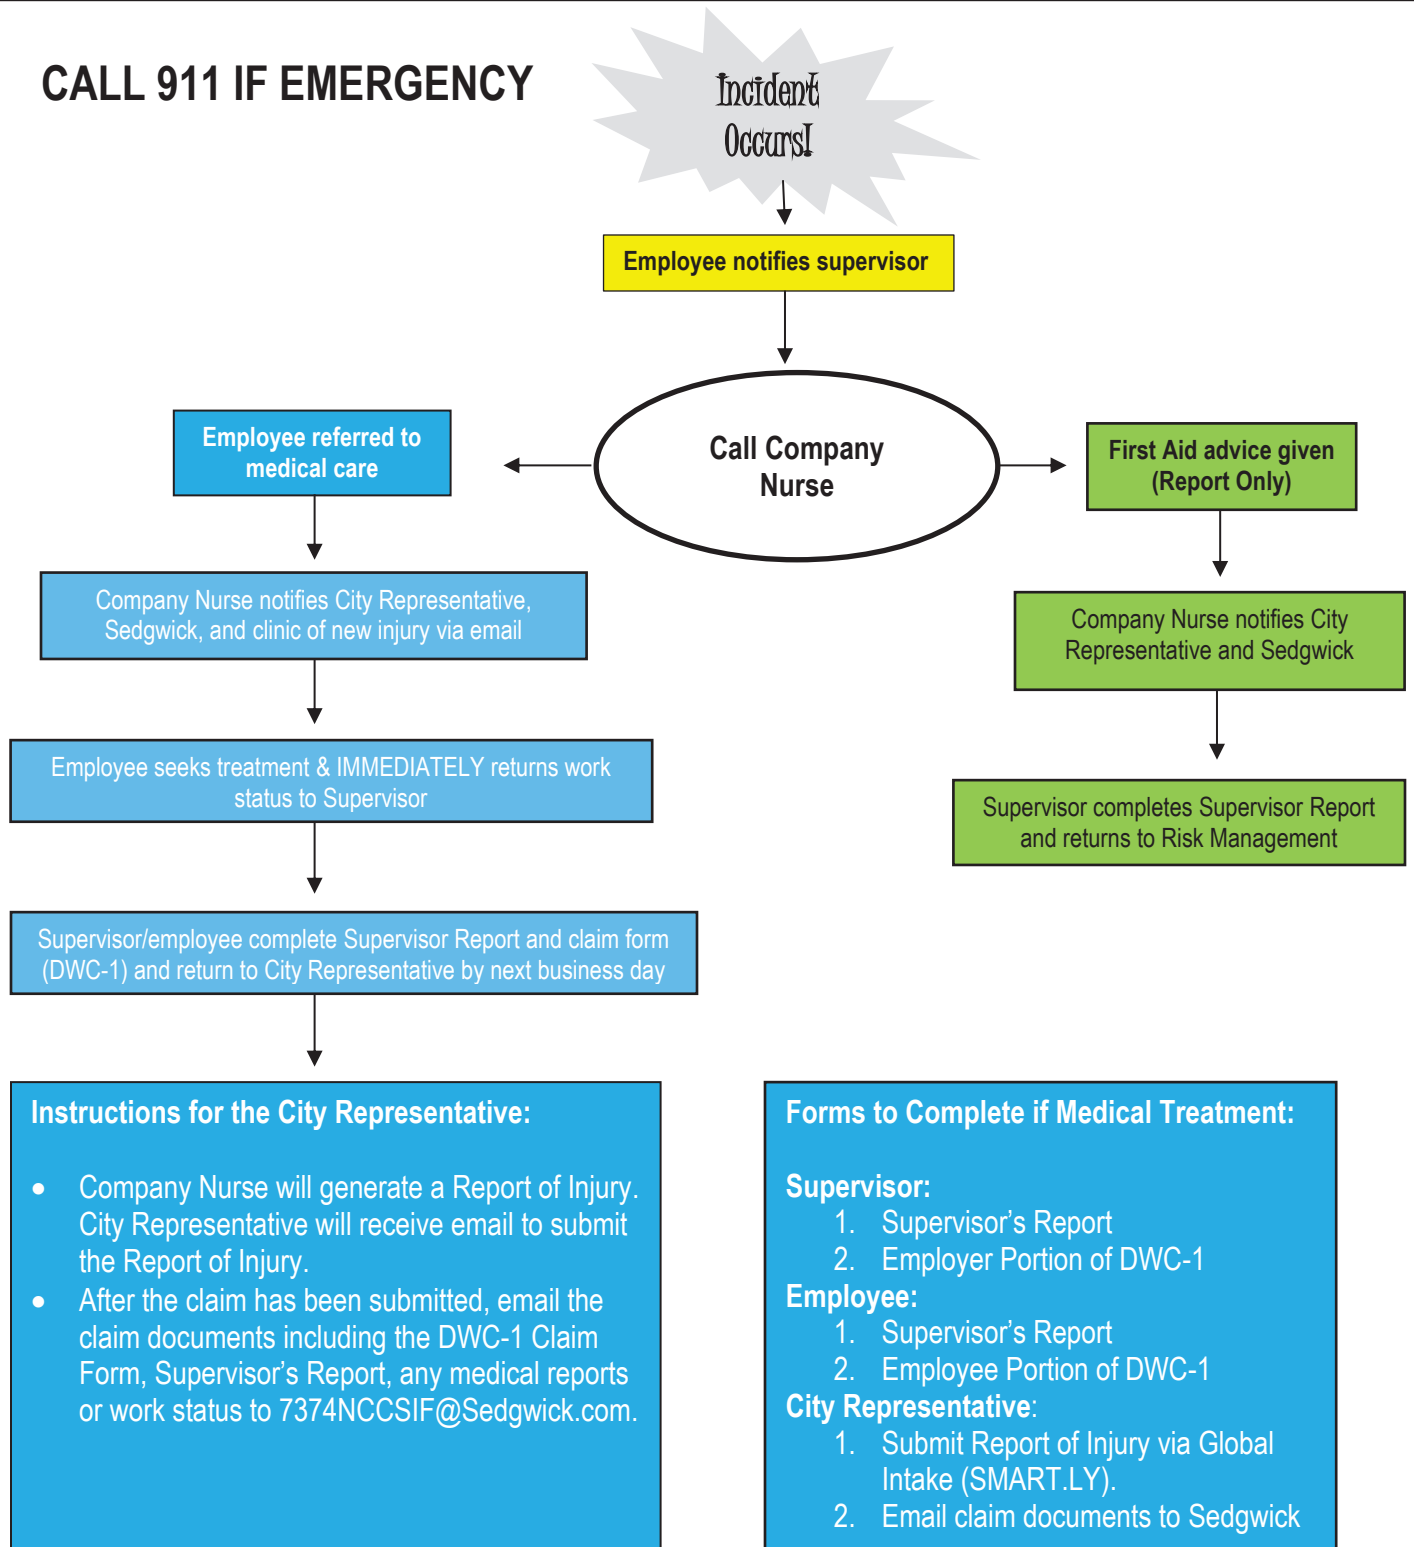 CALL 911 IF EMERGENCY
Incident
Occurs!
Employee notifies supervisor
Call Company
Nurse
Employee referred to
medical care
First Aid advice given
(Report Only)
Company Nurse notifies City Representative,
Sedgwick, and clinic of new injury via email
Company Nurse notifies City
Representative and Sedgwick
Employee seeks treatment & IMMEDIATELY returns work
status to Supervisor
Supervisor completes Supervisor Report
and returns to Risk Management
Supervisor/employee complete Supervisor Report and claim form
(DWC-1) and return to City Representative by next business day
Instructions for the City Representative:
• Company Nurse will generate a Report of Injury.
City Representative will receive email to submit
the Report of Injury.
• After the claim has been submitted, email the
claim documents including the DWC-1 Claim
Form, Supervisor’s Report, any medical reports
or work status to 7374NCCSIF@Sedgwick.com.
Forms to Complete if Medical Treatment:
Supervisor:
1. Supervisor’s Report
2. Employer Portion of DWC-1
Employee:
1. Supervisor’s Report
2. Employee Portion of DWC-1
City Representative:
1. Submit Report of Injury via Global
Intake (SMART.LY).
2. Email claim documents to Sedgwick